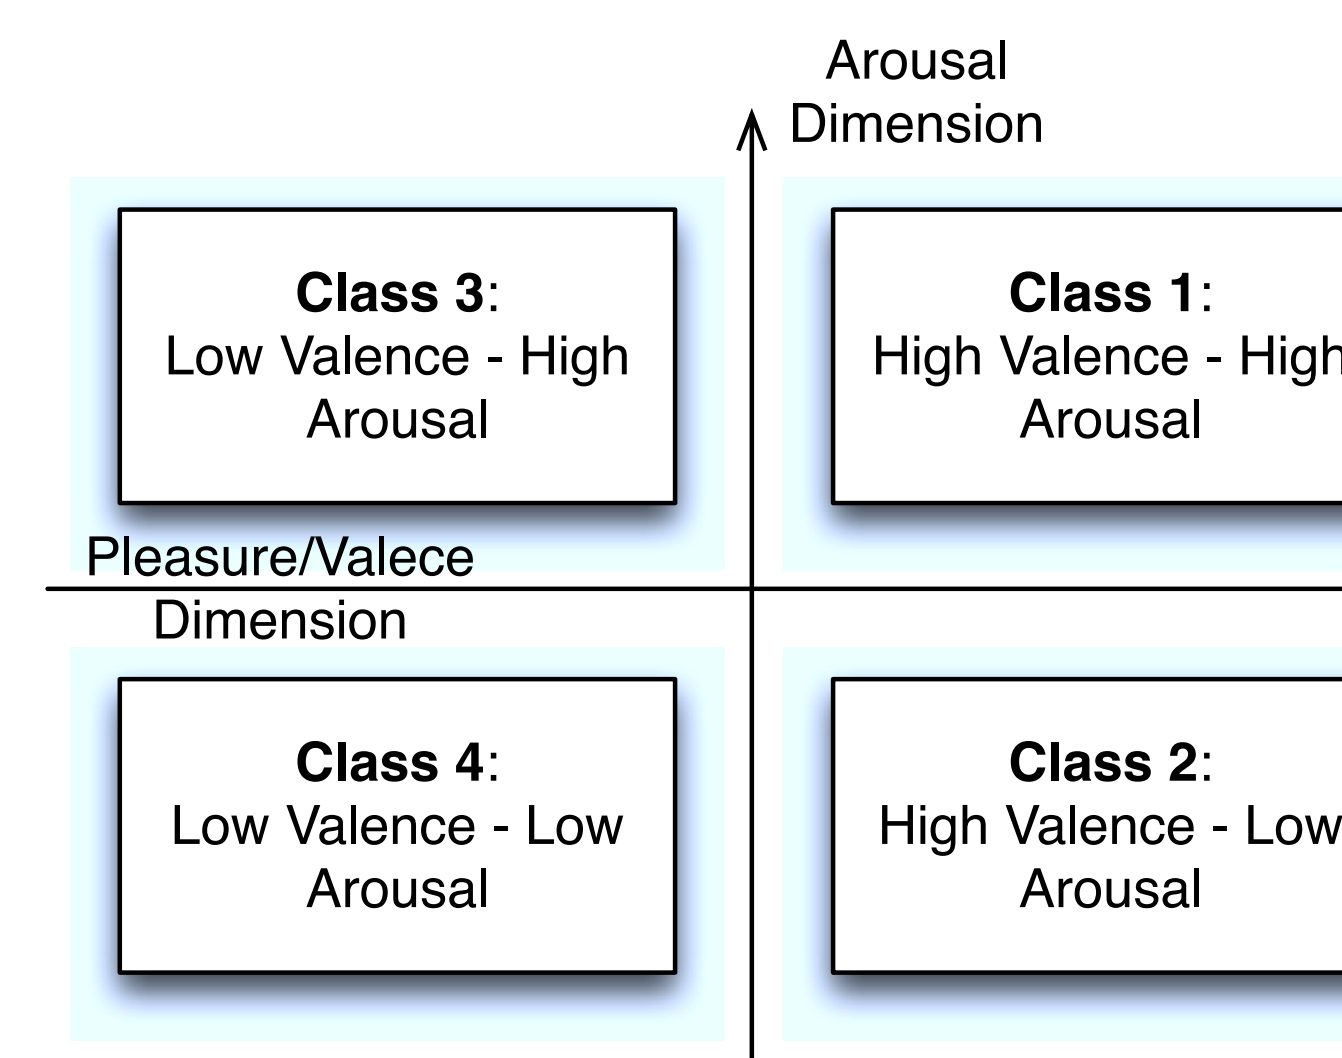 Arousal
Dimension
Class 3:
Low Valence - High
Arousal
Class 1:
High Valence - High
Arousal
Pleasure/Valece
Dimension
Class 4:
Low Valence - Low
Arousal
Class 2:
High Valence - Low
Arousal